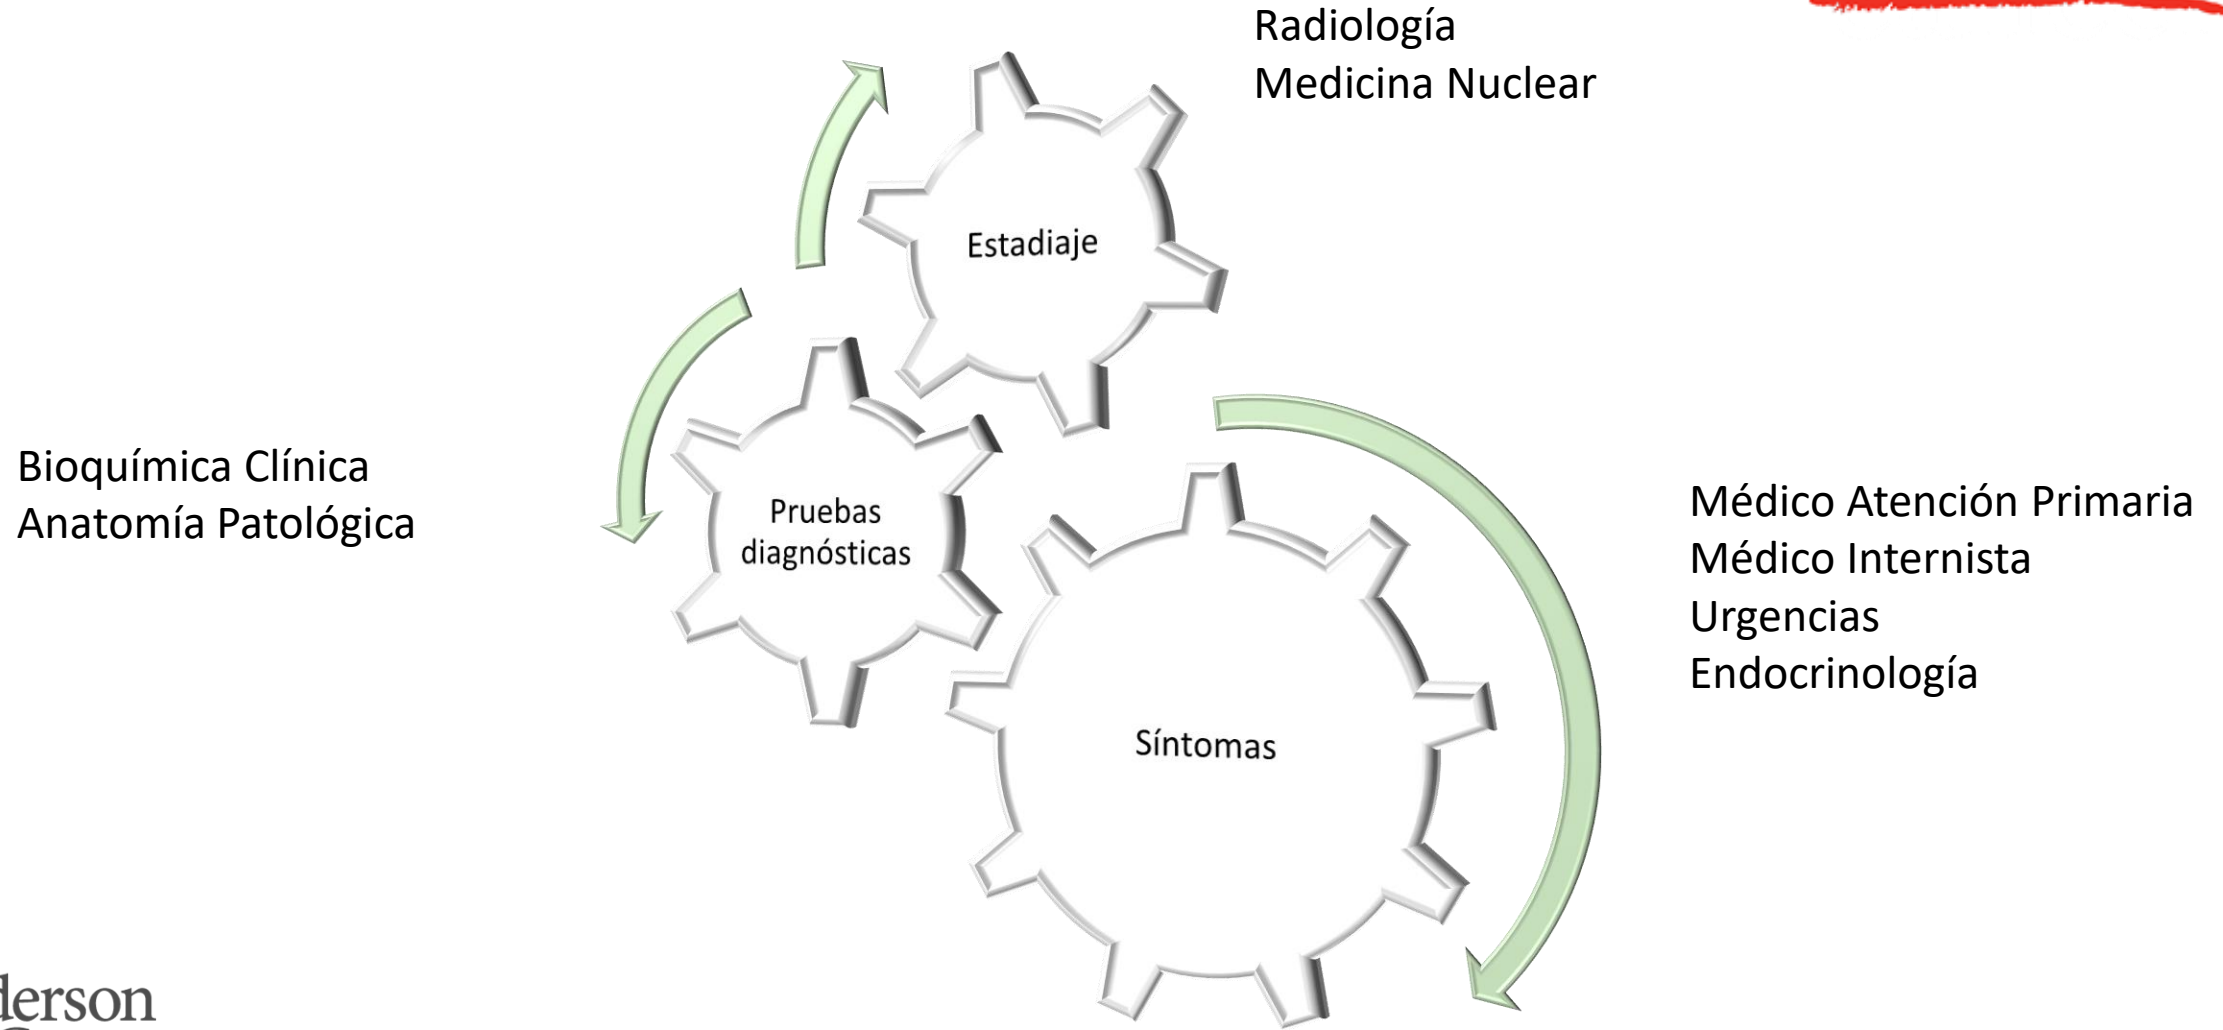 Radiología
Medicina Nuclear
Estadiaje
Bioquímica Clínica
Anatomía Patológica
Pruebas
diagnósticas
Médico Atención Primaria
Médico Internista
Urgencias
Endocrinología
Síntomas
derson